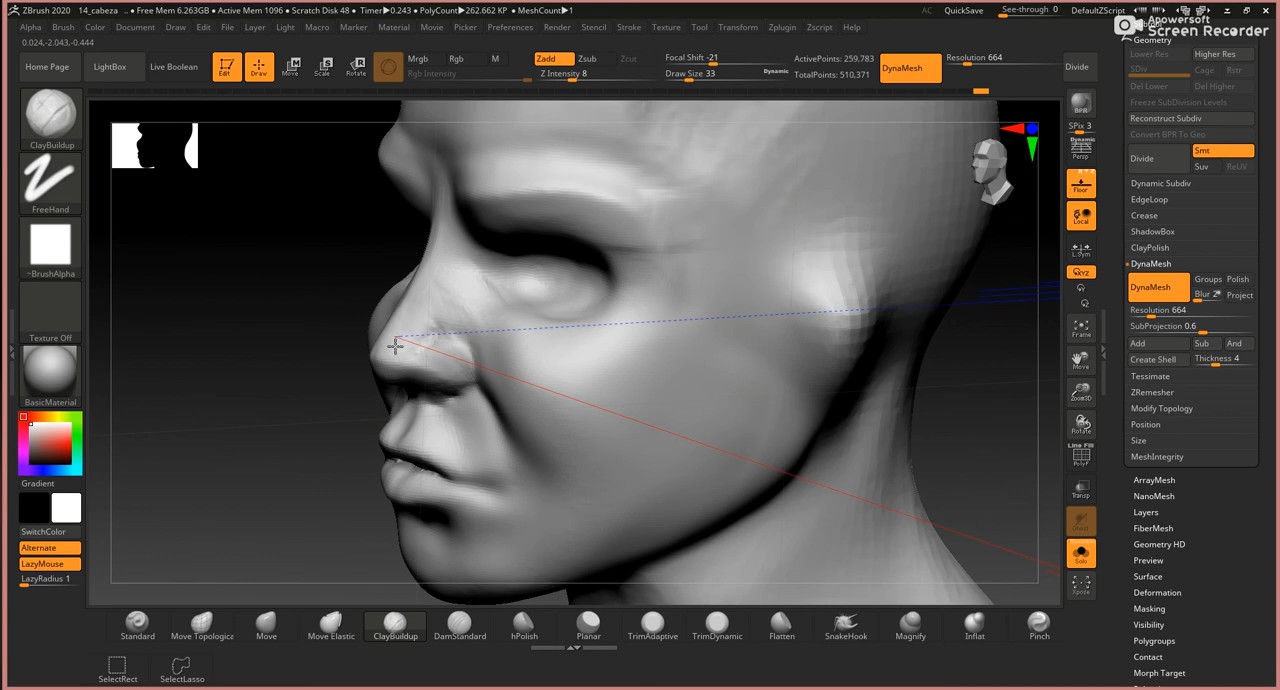 ZBrush 2020 14_cabeza .. ● Free Mem 6.263GB ● Active Mem 1096 ● Scratch Disk 48 ● Timer▶0.243 ● PolyCount▶262.662 KP ● MeshCount▶1 AC QuickSave See-through 0 DefaultZScript
Alpha Brush Color Document Draw Edit File Layer Light Macro Marker Material Movie Picker Preferences Render Stencil Stroke Texture Tool Transform Zplugin Zscript Help
Apowersoft
Screen Recorder
0.024,-2.043,-0.444
Home Page LightBox Live Boolean Edit Draw Move Scale Rotate
Mrgb Rgb M
Rgb Intensity
Zadd Zsub Zcut
Z Intensity 8
Focal Shift -21
Draw Size 33 Dynamic
ActivePoints: 259,783
TotalPoints: 510,371
DynaMesh
Resolution 664
Divide
ClayBuildup
FreeHand
~BrushAlpha
Texture Off
BasicMaterial
Gradient
SwitchColor
Alternate
LazyMouse
LazyRadius 1
BPR
SPix 3
Dynamic
Persp
Floor
Local
L.Sym
XYZ
Frame
Move
Zoom3D
Rotate
Line Fill
PolyF
Transp
Ghost
Dynamic
Solo
Xpose
Geometry
Lower Res Higher Res
SDiv Cage Rstr
Del Lower Del Higher
Freeze SubDivision Levels
Reconstruct Subdiv
Convert BPR To Geo
Divide Smt
Suv ReUV
Dynamic Subdiv
EdgeLoop
Crease
ShadowBox
ClayPolish
DynaMesh
DynaMesh Groups Polish
Blur 2 Project
Resolution 664
SubProjection 0.6
Add Sub And
Create Shell Thickness 4
Tessimate
ZRemesher
Modify Topology
Position
Size
MeshIntegrity
ArrayMesh
NanoMesh
Layers
FiberMesh
Geometry HD
Preview
Surface
Deformation
Masking
Visibility
Polygroups
Contact
Morph Target
Standard Move Topologica Move Move Elastic ClayBuildup DamStandard hPolish Planar TrimAdaptive TrimDynamic Flatten SnakeHook Magnify Inflat Pinch
SelectRect SelectLasso